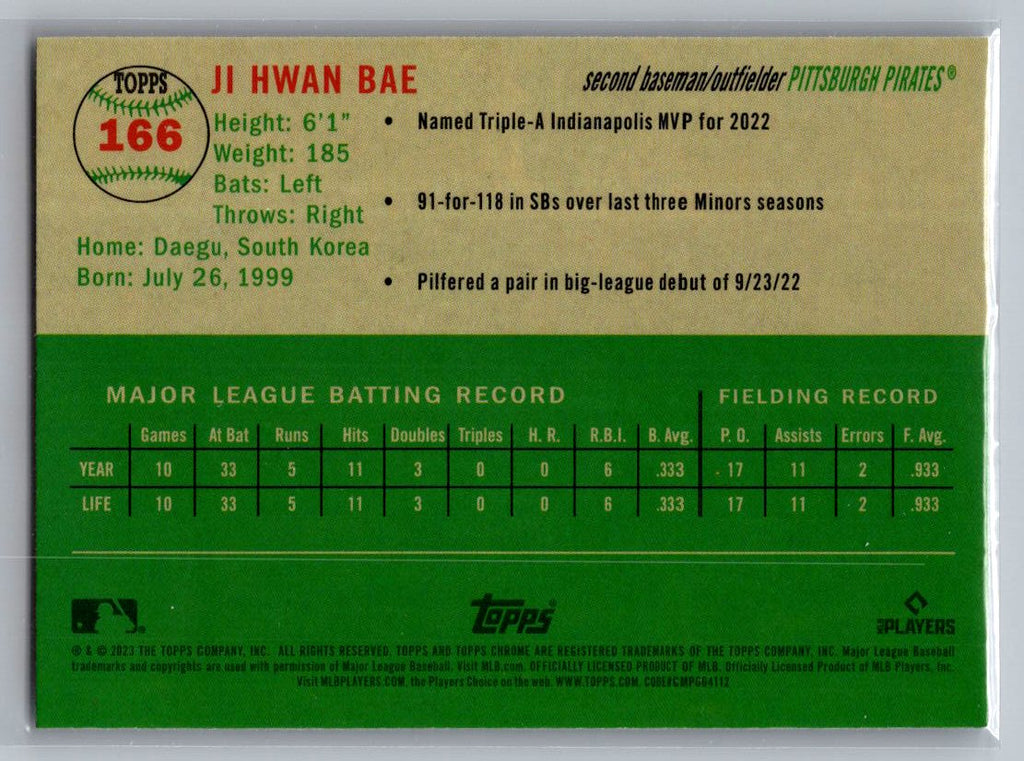 TOPPS
166
JI HWAN BAE
second baseman/outfielder PITTSBURGH PIRATES®
Height: 6'1"
Weight: 185
Bats: Left
Throws: Right
Home: Daegu, South Korea
Born: July 26, 1999
• Named Triple-A Indianapolis MVP for 2022
• 91-for-118 in SBs over last three Minors seasons
• Pilfered a pair in big-league debut of 9/23/22
MAJOR LEAGUE BATTING RECORD FIELDING RECORD
Games At Bat Runs Hits Doubles Triples H. R. R.B.I. B. Avg. P. O. Assists Errors F. Avg.
YEAR 10 33 5 11 3 0 0 6 .333 17 11 2 .933
LIFE 10 33 5 11 3 0 0 6 .333 17 11 2 .933
Topps®
MLB PLAYERS
® & © 2023 THE TOPPS COMPANY, INC. ALL RIGHTS RESERVED. TOPPS AND TOPPS CHROME ARE REGISTERED TRADEMARKS OF THE TOPPS COMPANY, INC. Major League Baseball
trademarks and copyrights are used with permission of Major League Baseball. Visit MLB.com. OFFICIALLY LICENSED PRODUCT OF MLB. Officially Licensed Product of MLB Players, Inc.
Visit MLBPLAYERS.COM, the Players Choice on the web. WWW.TOPPS.COM.